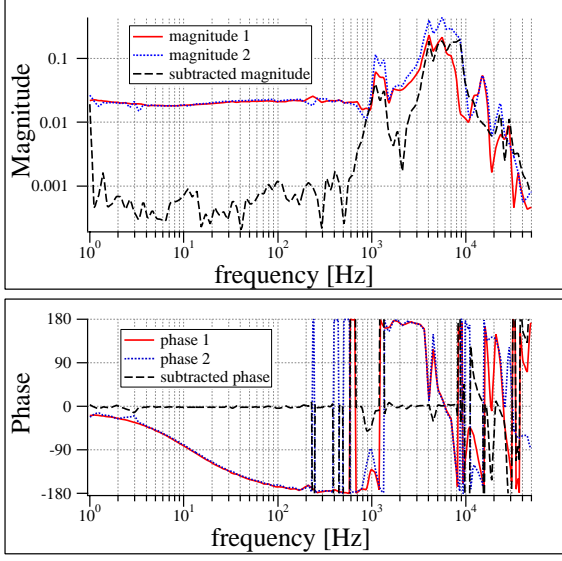 Magnitude
0.1
0.01
0.001
magnitude 1
magnitude 2
subtracted magnitude
10^0 10^1 10^2 10^3 10^4
frequency [Hz]
Phase
180
90
0
-90
-180
phase 1
phase 2
subtracted phase
10^0 10^1 10^2 10^3 10^4
frequency [Hz]